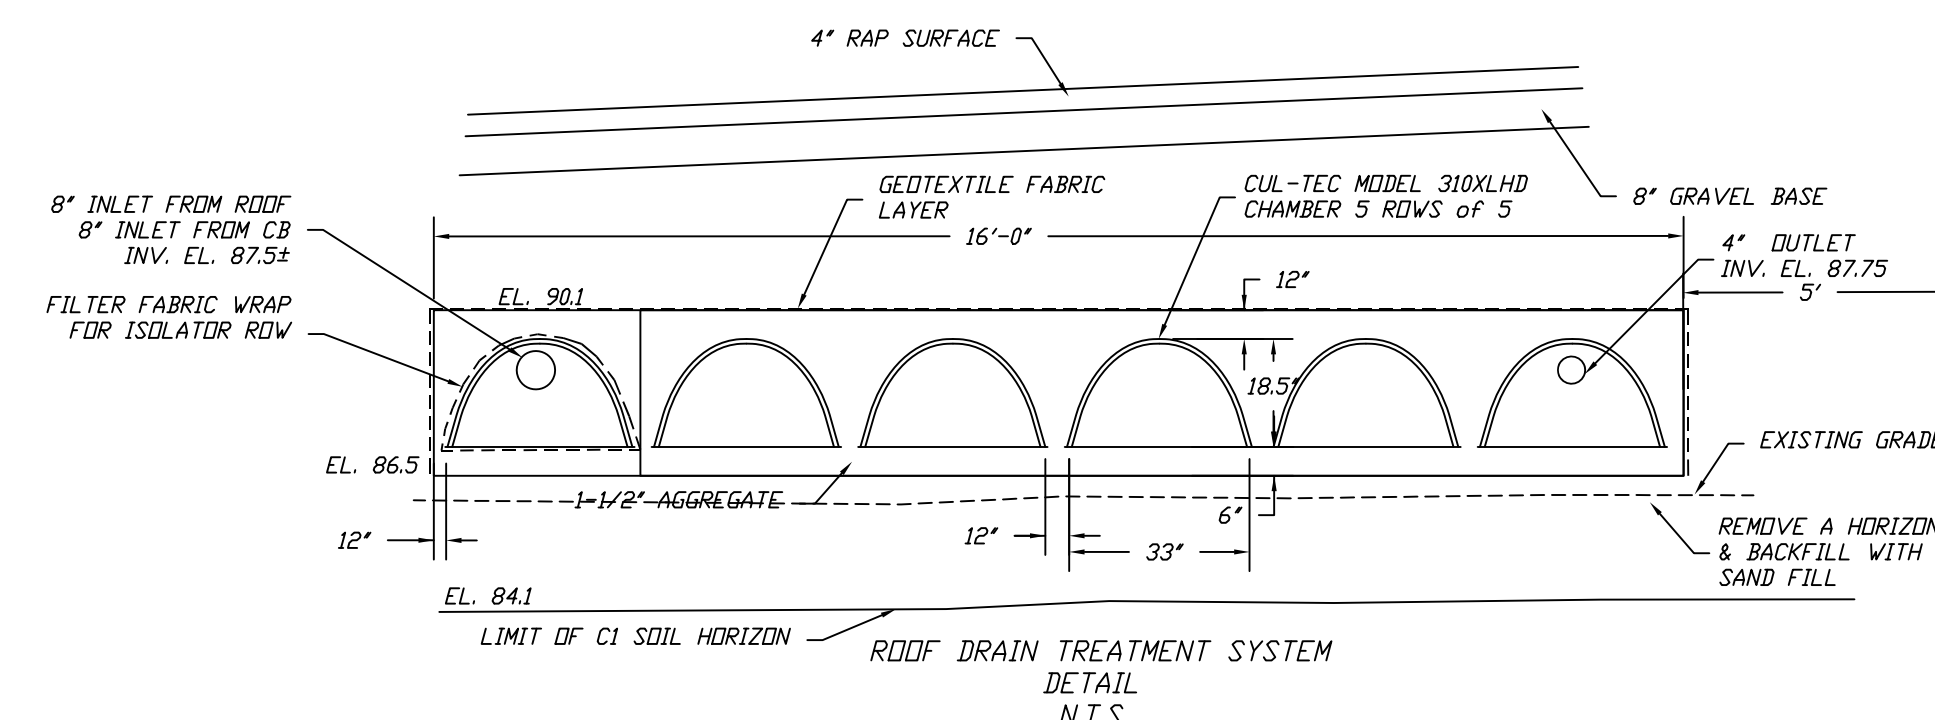 4" RAP SURFACE
8" INLET FROM ROOF
8" INLET FROM CB
INV. EL. 87.5±
FILTER FABRIC WRAP
FOR ISOLATOR ROW
GEOTEXTILE FABRIC
LAYER
CUL-TEC MODEL 310XLHD
CHAMBER 5 ROWS of 5
8" GRAVEL BASE
16'-0"
4" OUTLET
INV. EL. 87.75
5'
12"
EL. 90.1
18.5"
EL. 86.5
1-1/2" AGGREGATE
EXISTING GRADE
6"
12"
12"
33"
REMOVE A HORIZON
& BACKFILL WITH
SAND FILL
EL. 84.1
LIMIT OF C1 SOIL HORIZON
ROOF DRAIN TREATMENT SYSTEM
DETAIL
N.T.S.